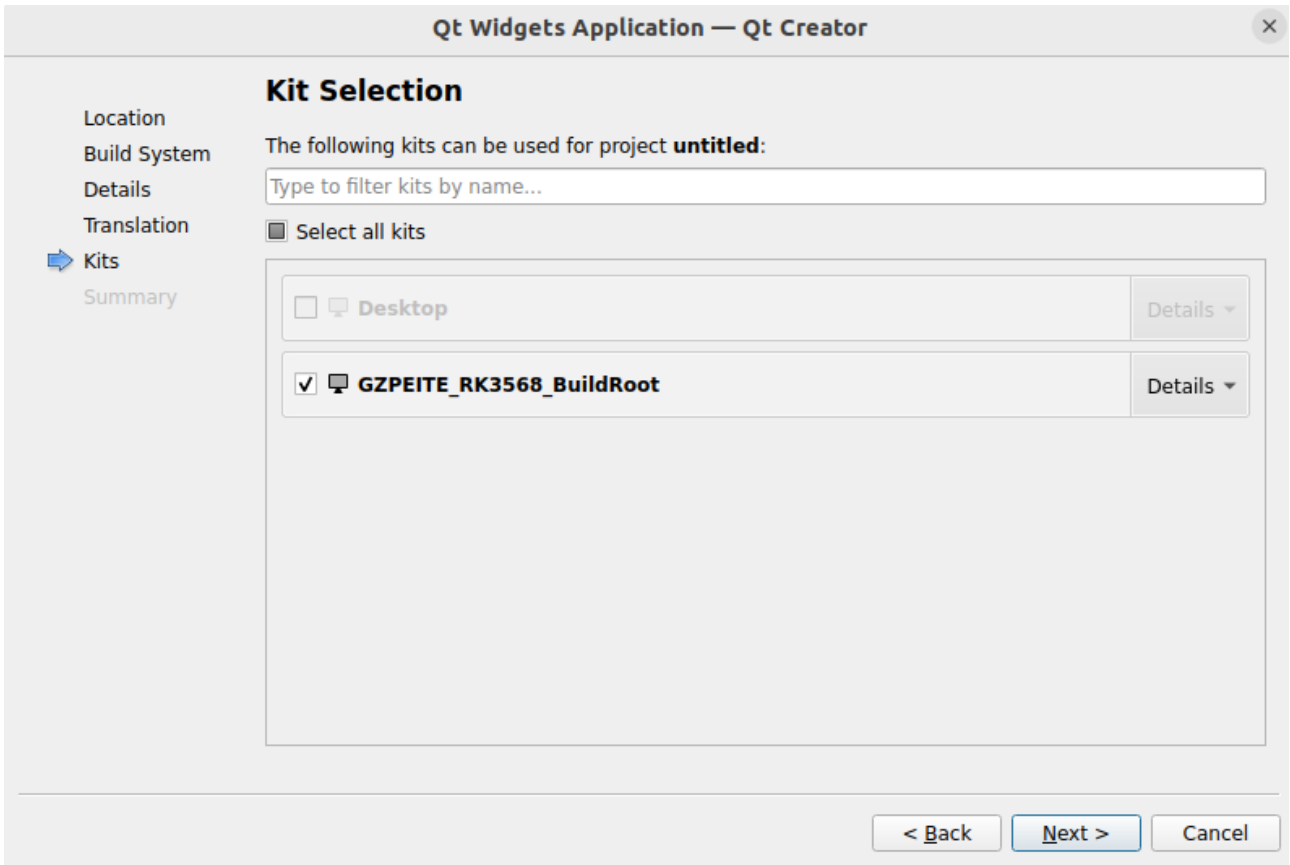 Qt Widgets Application — Qt Creator
Location
Build System
Details
Translation
Kits
Summary
Kit Selection
The following kits can be used for project untitled:
Type to filter kits by name...
Select all kits
Desktop Details
GZPEITE_RK3568_BuildRoot Details
< Back Next > Cancel